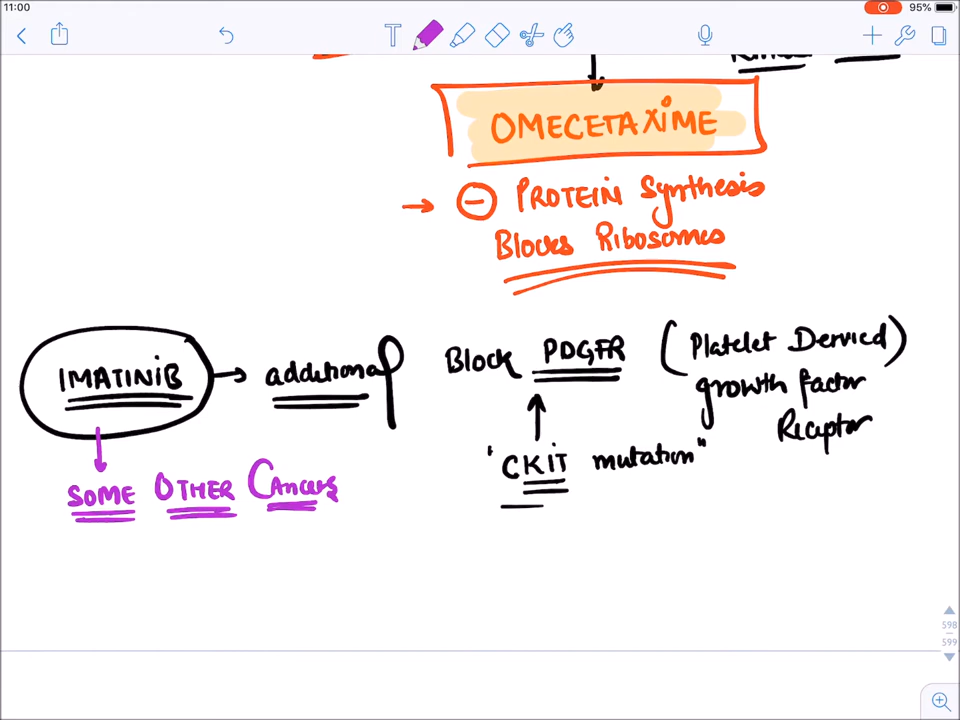 11:00
95%
T
OMECETAXIME
→ ⊖ PROTEIN Synthesis
Blocks Ribosomes
IMATINIB → additional
Block PDGFR (Platelet Dervied)
growth factor
Receptor
'CKIT mutation"
SOME OTHER CAncers
598
599